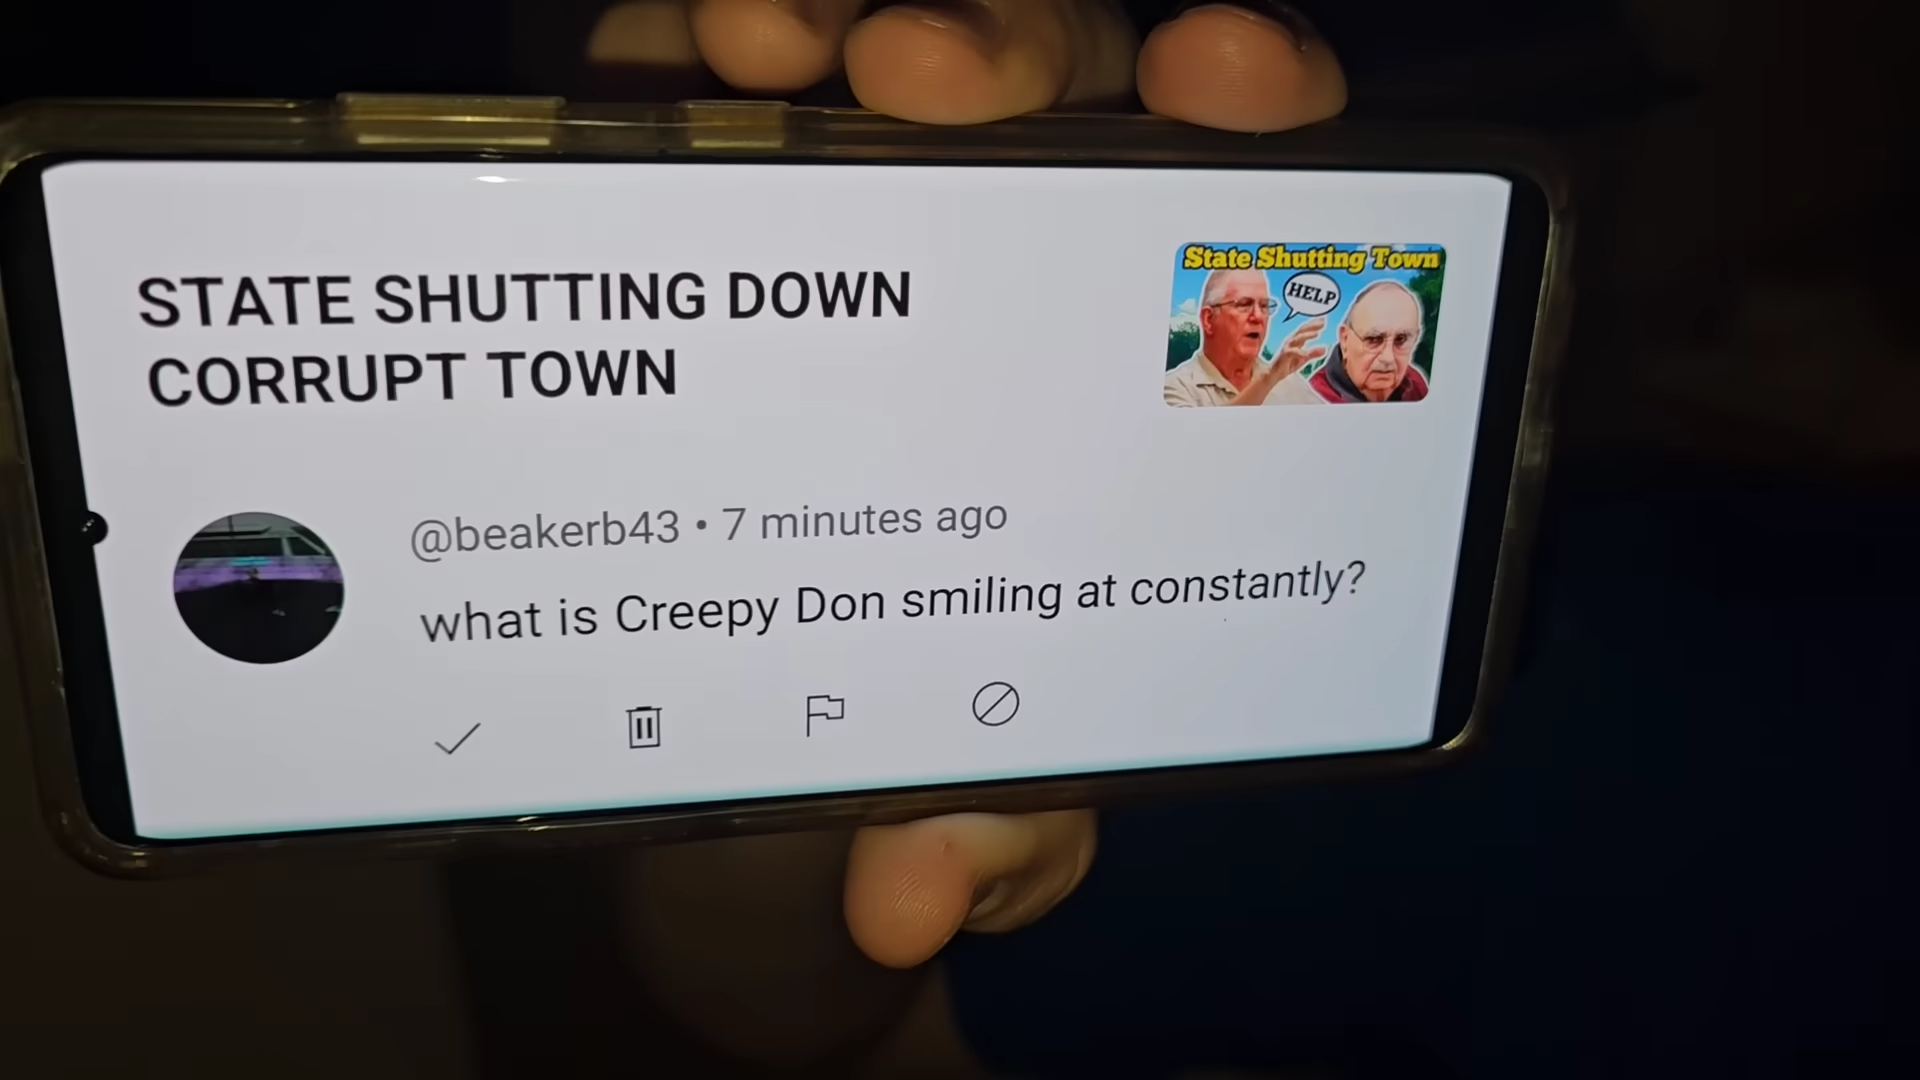 STATE SHUTTING DOWN
CORRUPT TOWN
State Shutting Town
HELP
@beakerb43 • 7 minutes ago
what is Creepy Don smiling at constantly?